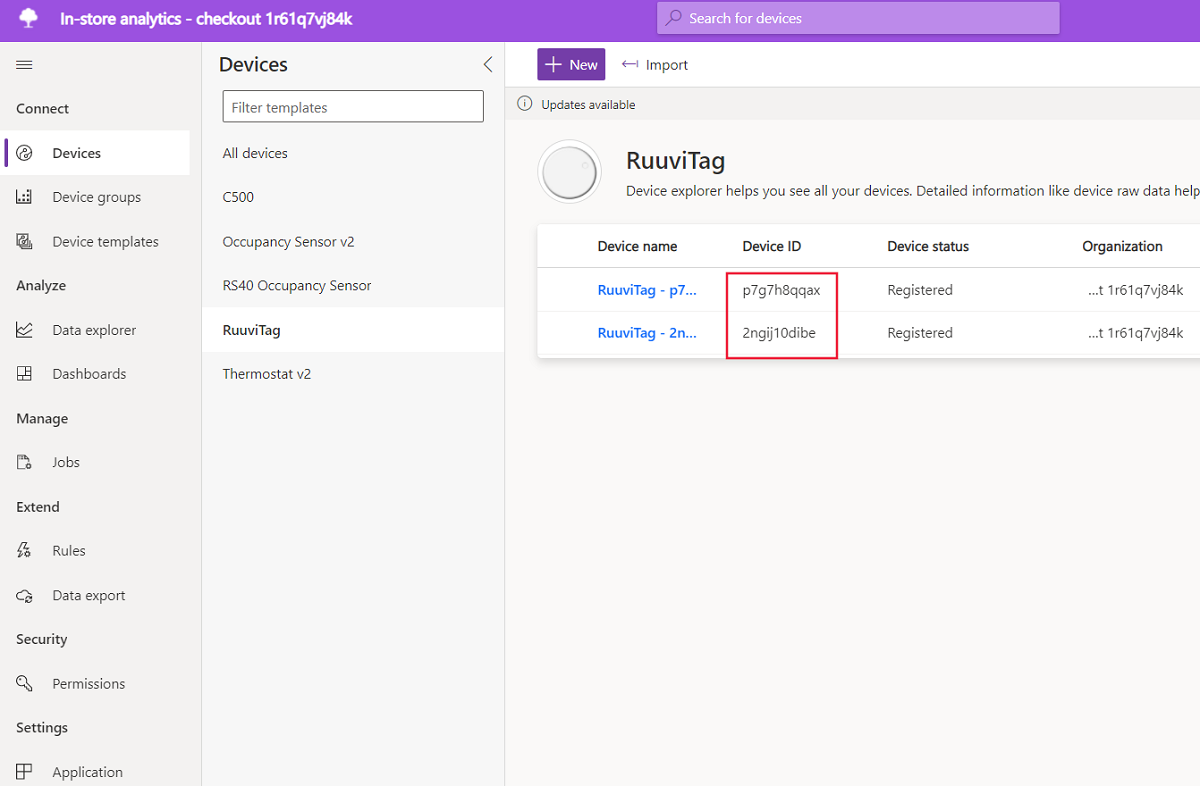 In-store analytics - checkout 1r61q7vj84k
Search for devices
Connect
Devices
Device groups
Device templates
Analyze
Data explorer
Dashboards
Manage
Jobs
Extend
Rules
Data export
Security
Permissions
Settings
Application
Devices
Filter templates
All devices
C500
Occupancy Sensor v2
RS40 Occupancy Sensor
RuuviTag
Thermostat v2
New
Import
Updates available
RuuviTag
Device explorer helps you see all your devices. Detailed information like device raw data help
Device name Device ID Device status Organization
RuuviTag - p7... p7g7h8qqax Registered ...t 1r61q7vj84k
RuuviTag - 2n... 2ngij10dibe Registered ...t 1r61q7vj84k